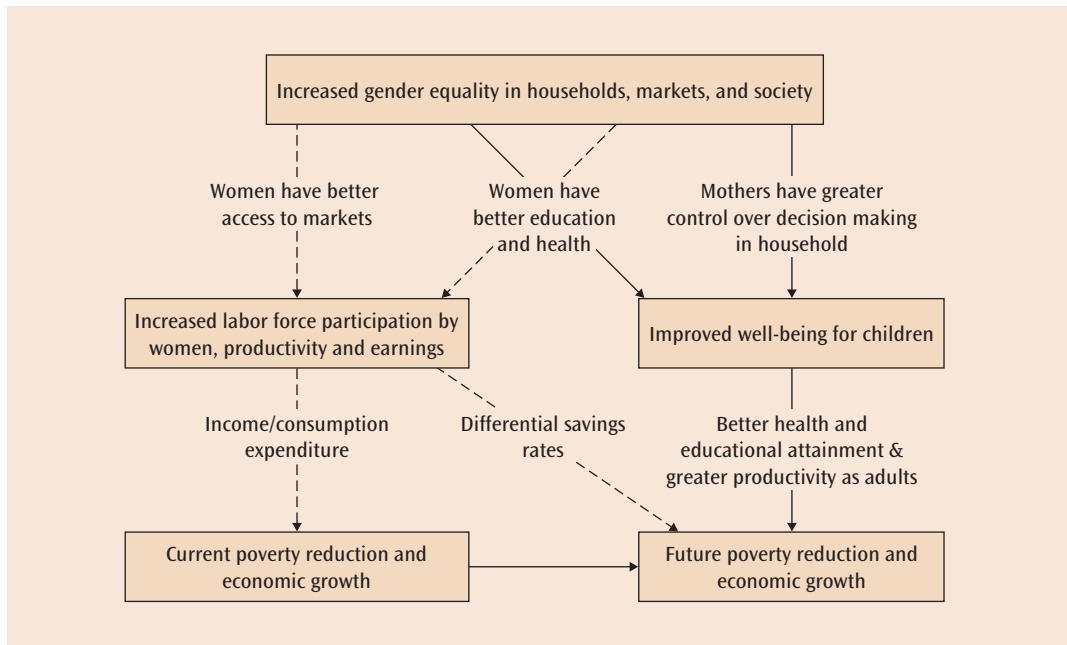 Increased gender equality in households, markets, and society
Women have better
access to markets
Women have
better education
and health
Mothers have greater
control over decision making
in household
Increased labor force participation by
women, productivity and earnings
Improved well-being for children
Income/consumption
expenditure
Differential savings
rates
Better health and
educational attainment &
greater productivity as adults
Current poverty reduction and
economic growth
Future poverty reduction and
economic growth